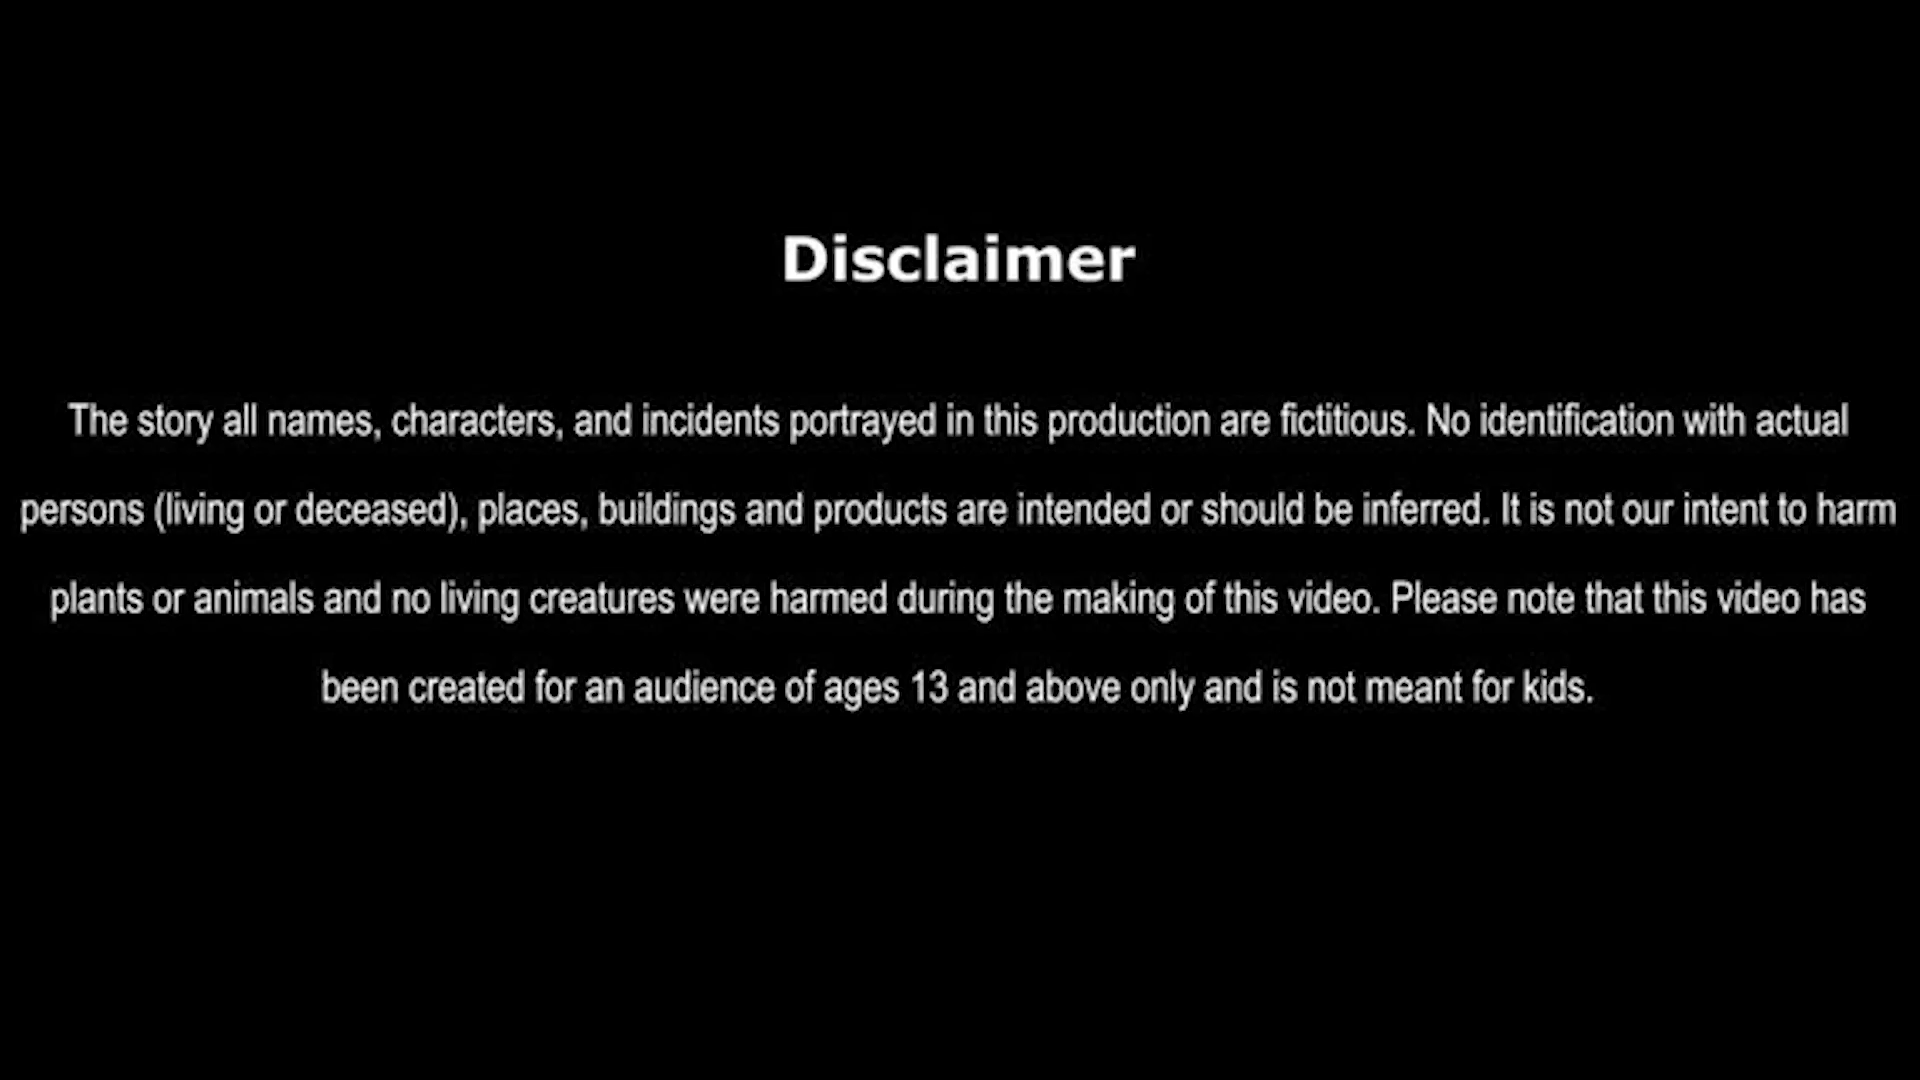 Disclaimer
The story all names, characters, and incidents portrayed in this production are fictitious. No identification with actual
persons (living or deceased), places, buildings and products are intended or should be inferred. It is not our intent to harm
plants or animals and no living creatures were harmed during the making of this video. Please note that this video has
been created for an audience of ages 13 and above only and is not meant for kids.